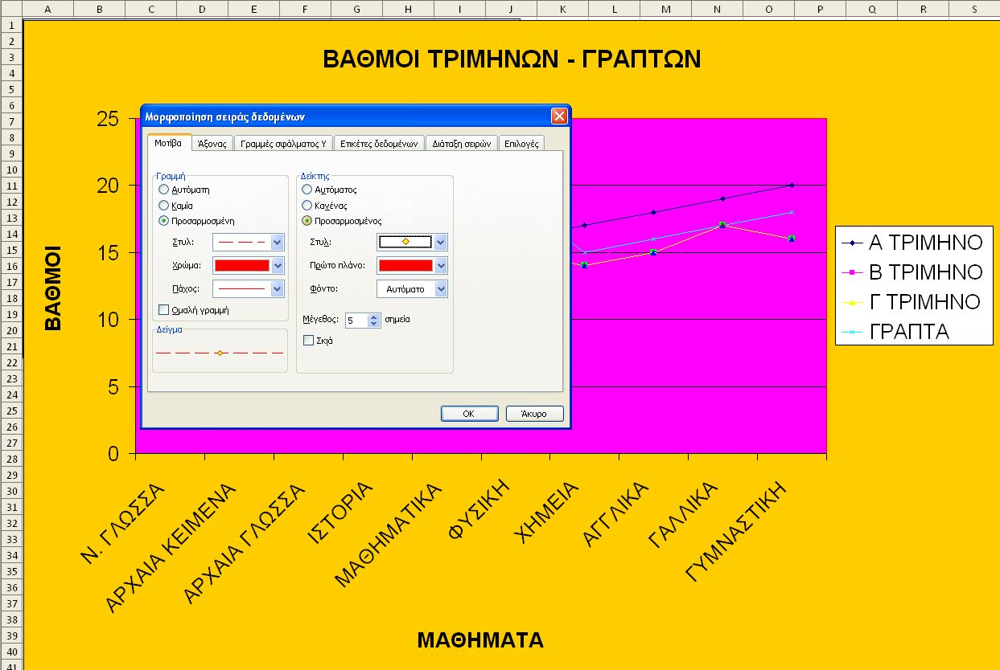 A B C D E F G H I J K L M N O P Q R S
1
2
3
4
5
6
7
8
9
10
11
12
13
14
15
16
17
18
19
20
21
22
23
24
25
26
27
28
29
30
31
32
33
34
35
36
37
38
39
40
41
ΒΑΘΜΟΙ ΤΡΙΜΗΝΩΝ - ΓΡΑΠΤΩΝ
ΒΑΘΜΟΙ
25
20
15
10
5
0
Μορφοποίηση σειράς δεδομένων
Μοτίβα Άξονας Γραμμές σφάλματος Υ Ετικέτες δεδομένων Διάταξη σειρών Επιλογές
Γραμμή
Αυτόματη
Καμία
Προσαρμοσμένη
Στυλ:
Χρώμα:
Πάχος:
Ομαλή γραμμή
Δείγμα
Δείκτης
Αυτόματος
Κανένας
Προσαρμοσμένος
Στυλ:
Πρώτο πλάνο:
Φόντο: Αυτόματο
Μέγεθος: 5 σημεία
Σκιά
OK Άκυρο
Α ΤΡΙΜΗΝΟ
Β ΤΡΙΜΗΝΟ
Γ ΤΡΙΜΗΝΟ
ΓΡΑΠΤΑ
Ν. ΓΛΩΣΣΑ
ΑΡΧΑΙΑ ΚΕΙΜΕΝΑ
ΑΡΧΑΙΑ ΓΛΩΣΣΑ
ΙΣΤΟΡΙΑ
ΜΑΘΗΜΑΤΙΚΑ
ΦΥΣΙΚΗ
ΧΗΜΕΙΑ
ΑΓΓΛΙΚΑ
ΓΑΛΛΙΚΑ
ΓΥΜΝΑΣΤΙΚΗ
ΜΑΘΗΜΑΤΑ